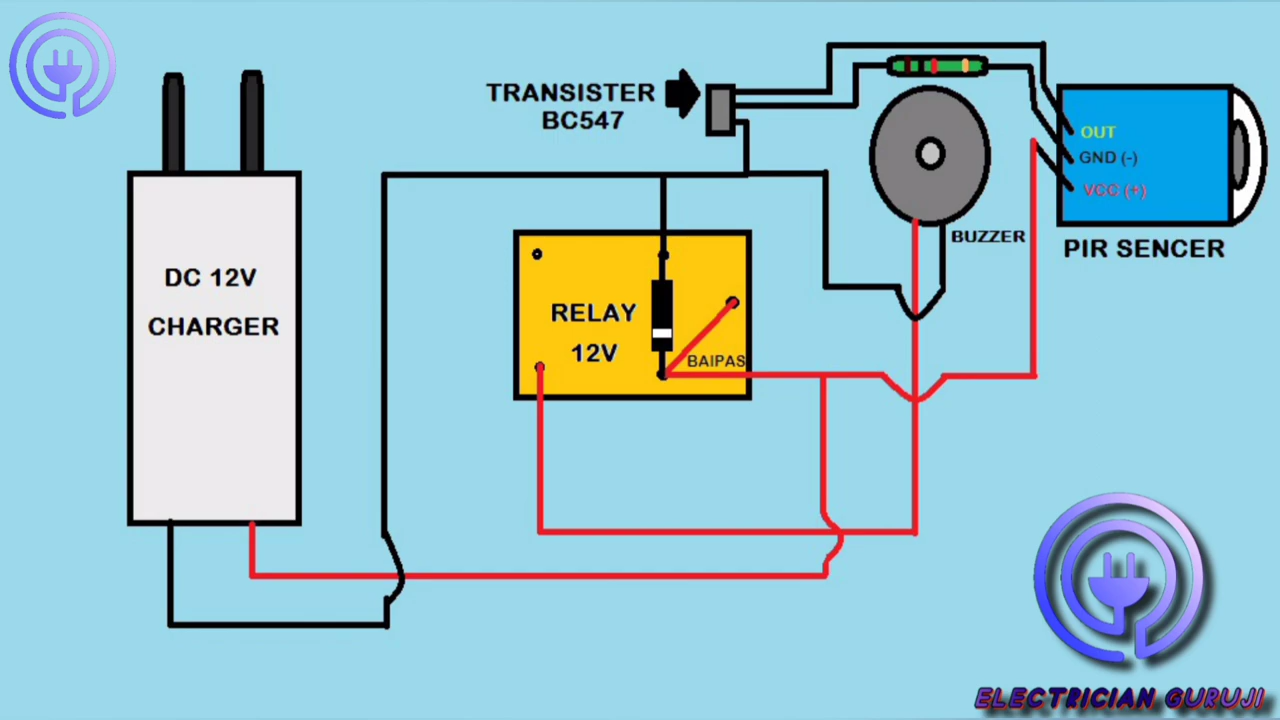 TRANSISTER
BC547
OUT
GND (-)
VCC (+)
BUZZER
PIR SENCER
DC 12V
CHARGER
RELAY
12V
BAIPAS
ELECTRICIAN GURUJI